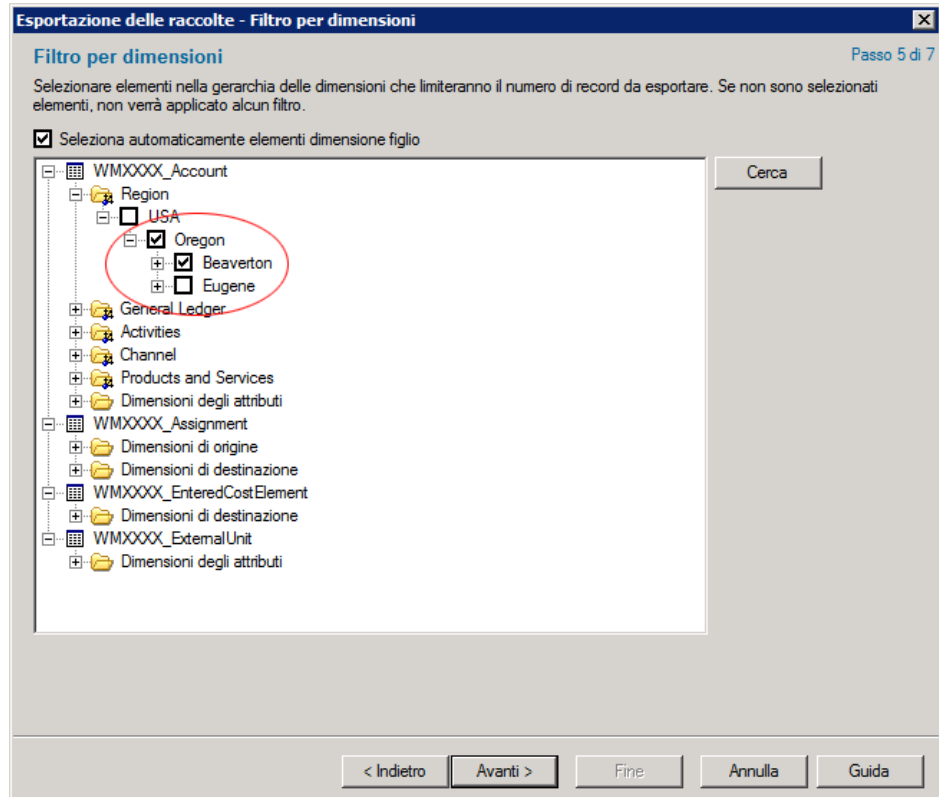 Esportazione delle raccolte - Filtro per dimensioni
Filtro per dimensioni
Passo 5 di 7
Selezionare elementi nella gerarchia delle dimensioni che limiteranno il numero di record da esportare. Se non sono selezionati
elementi, non verrà applicato alcun filtro.
Seleziona automaticamente elementi dimensione figlio
WMXXXX_Account
Cerca
Region
USA
Oregon
Beaverton
Eugene
General Ledger
Activities
Channel
Products and Services
Dimensioni degli attributi
WMXXXX_Assignment
Dimensioni di origine
Dimensioni di destinazione
WMXXXX_EnteredCostElement
Dimensioni di destinazione
WMXXXX_ExternalUnit
Dimensioni degli attributi
< Indietro
Avanti >
Fine
Annulla
Guida